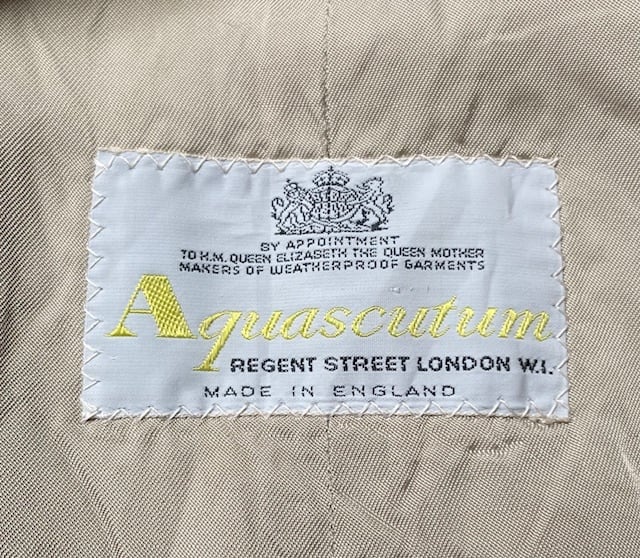 BY APPOINTMENT
TO H.M. QUEEN ELIZABETH THE QUEEN MOTHER
MAKERS OF WEATHERPROOF GARMENTS
Aquascutum
REGENT STREET LONDON W.1.
MADE IN ENGLAND